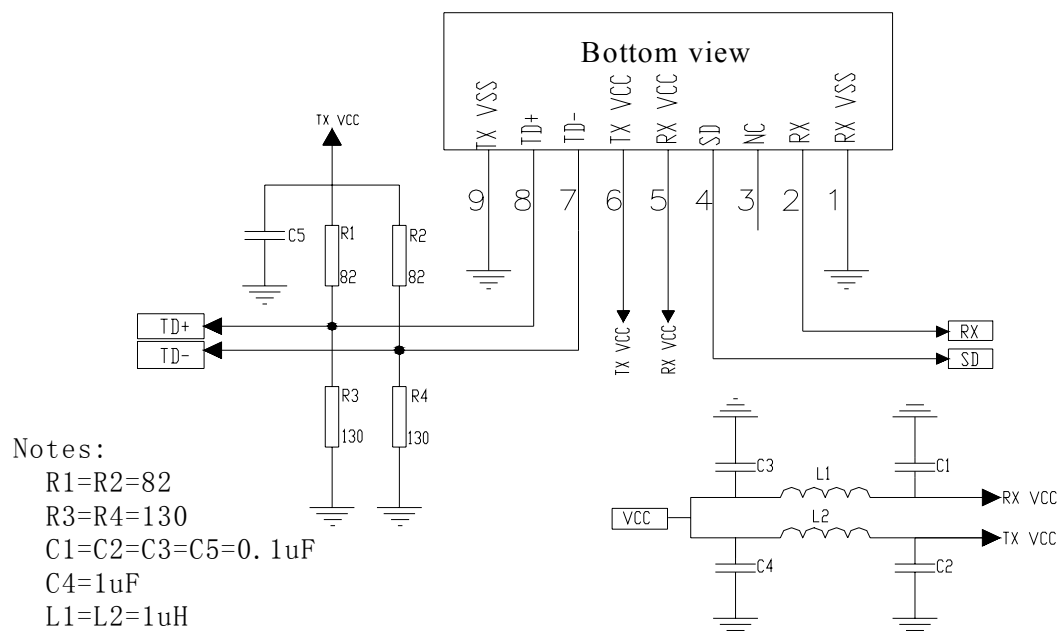 Bottom view
TX VSS
TD+
TD-
TX VCC
RX VCC
SD
NC
RX
RX VSS
9
8
7
6
5
4
3
2
1
TX VCC
C5
R1
82
R2
82
TD+
TD-
R3
130
R4
130
TX VCC
RX VCC
RX
SD
C3
C1
L1
RX VCC
VCC
L2
TX VCC
C4
C2
Notes:
R1=R2=82
R3=R4=130
C1=C2=C3=C5=0.1uF
C4=1uF
L1=L2=1uH